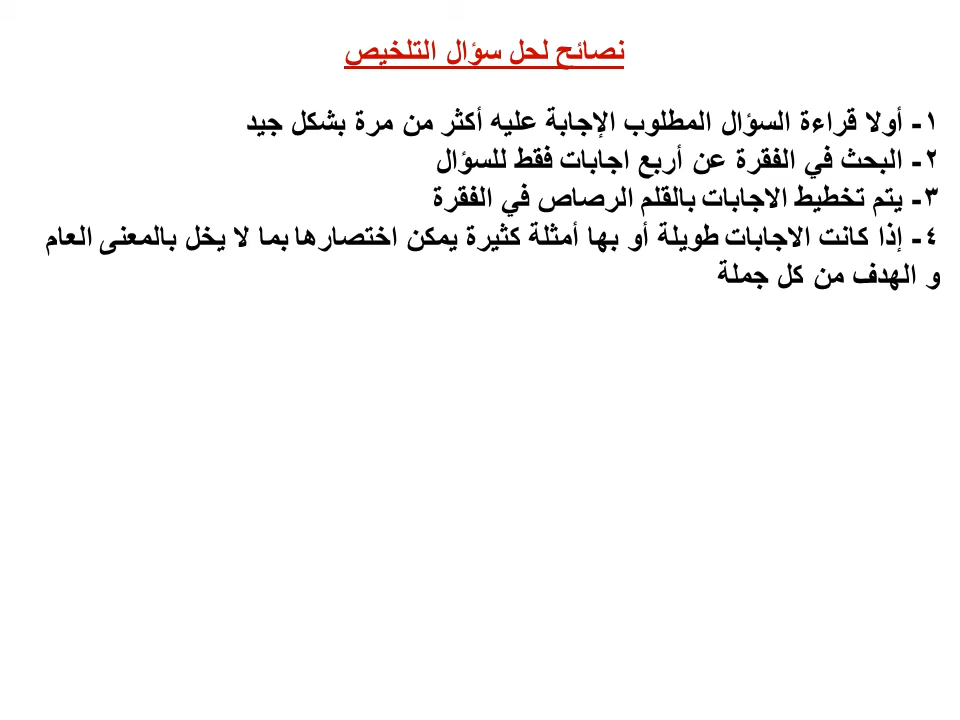 نصائح لحل سؤال التلخيص
١- أولا قراءة السؤال المطلوب الإجابة عليه أكثر من مرة بشكل جيد
٢- البحث في الفقرة عن أربع اجابات فقط للسؤال
٣- يتم تخطيط الاجابات بالقلم الرصاص في الفقرة
٤- إذا كانت الاجابات طويلة أو بها أمثلة كثيرة يمكن اختصارها بما لا يخل بالمعنى العام
و الهدف من كل جملة